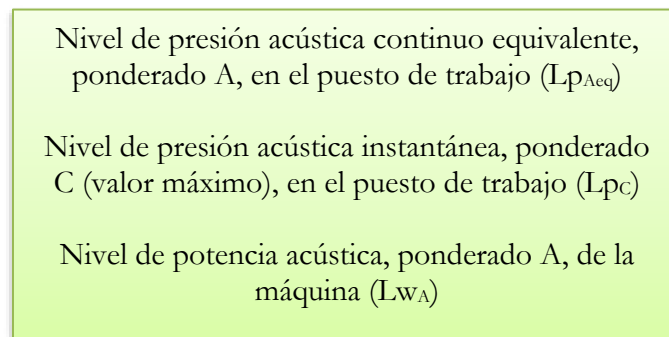 Nivel de presión acústica continuo equivalente,
ponderado A, en el puesto de trabajo (LpAeq)
Nivel de presión acústica instantánea, ponderado
C (valor máximo), en el puesto de trabajo (LpC)
Nivel de potencia acústica, ponderado A, de la
máquina (LwA)